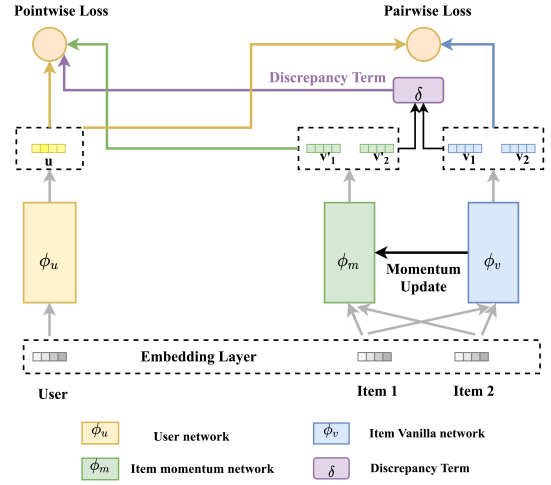 Pointwise Loss
Pairwise Loss
Discrepancy Term
δ
u
v'1
v'2
v1
v2
ϕu
ϕm
ϕv
Momentum
Update
Embedding Layer
User
Item 1
Item 2
ϕu
User network
ϕv
Item Vanilla network
ϕm
Item momentum network
δ
Discrepancy Term